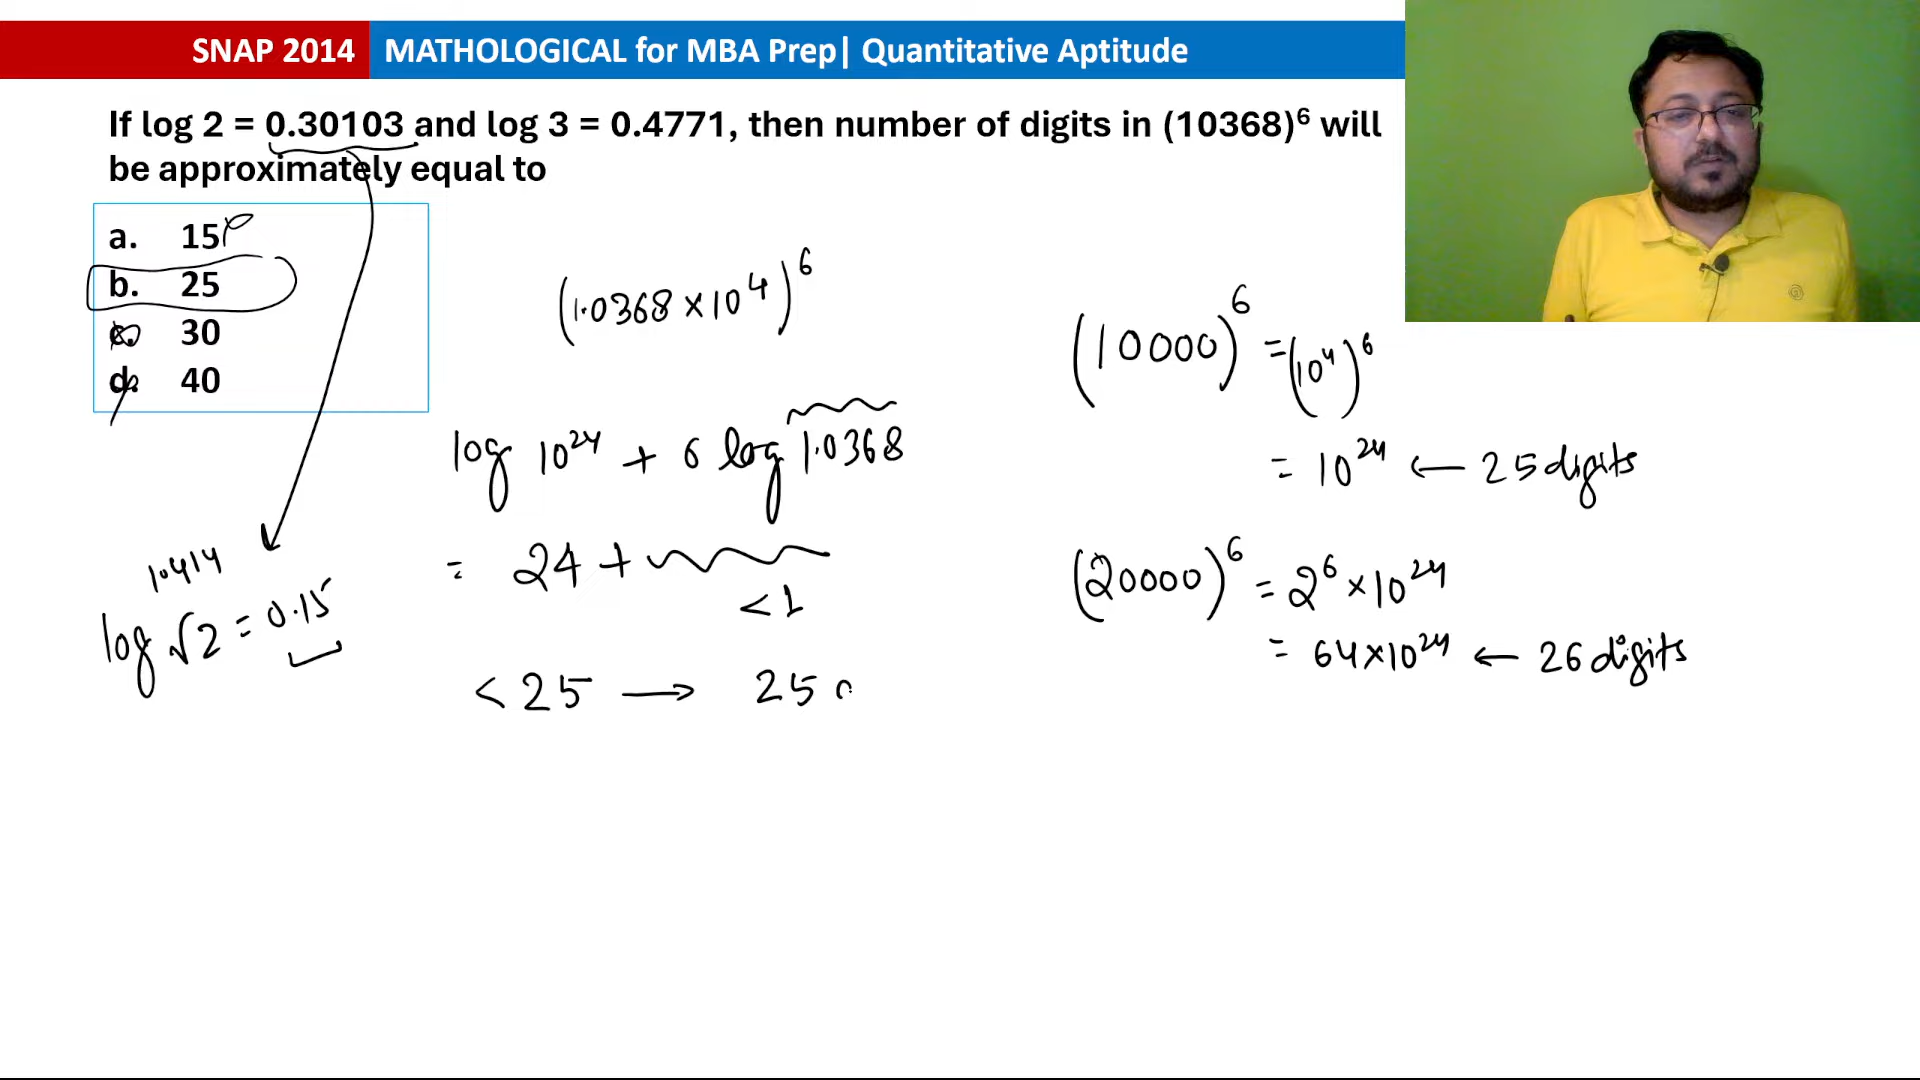 SNAP 2014 MATHOLOGICAL for MBA Prep| Quantitative Aptitude
If log 2 = 0.30103 and log 3 = 0.4771, then number of digits in (10368)⁶ will
be approximately equal to
a. 15
b. 25
c. 30
d. 40
(1.0368 × 10⁴)⁶
log 10²⁴ + 6 log 1.0368
= 24 +
< 1
< 25 → 25
1.414
log √2 = 0.15
(10000)⁶ = (10⁴)⁶
= 10²⁴ ← 25 digits
(20000)⁶ = 2⁶ × 10²⁴
= 64 × 10²⁴ ← 26 digits